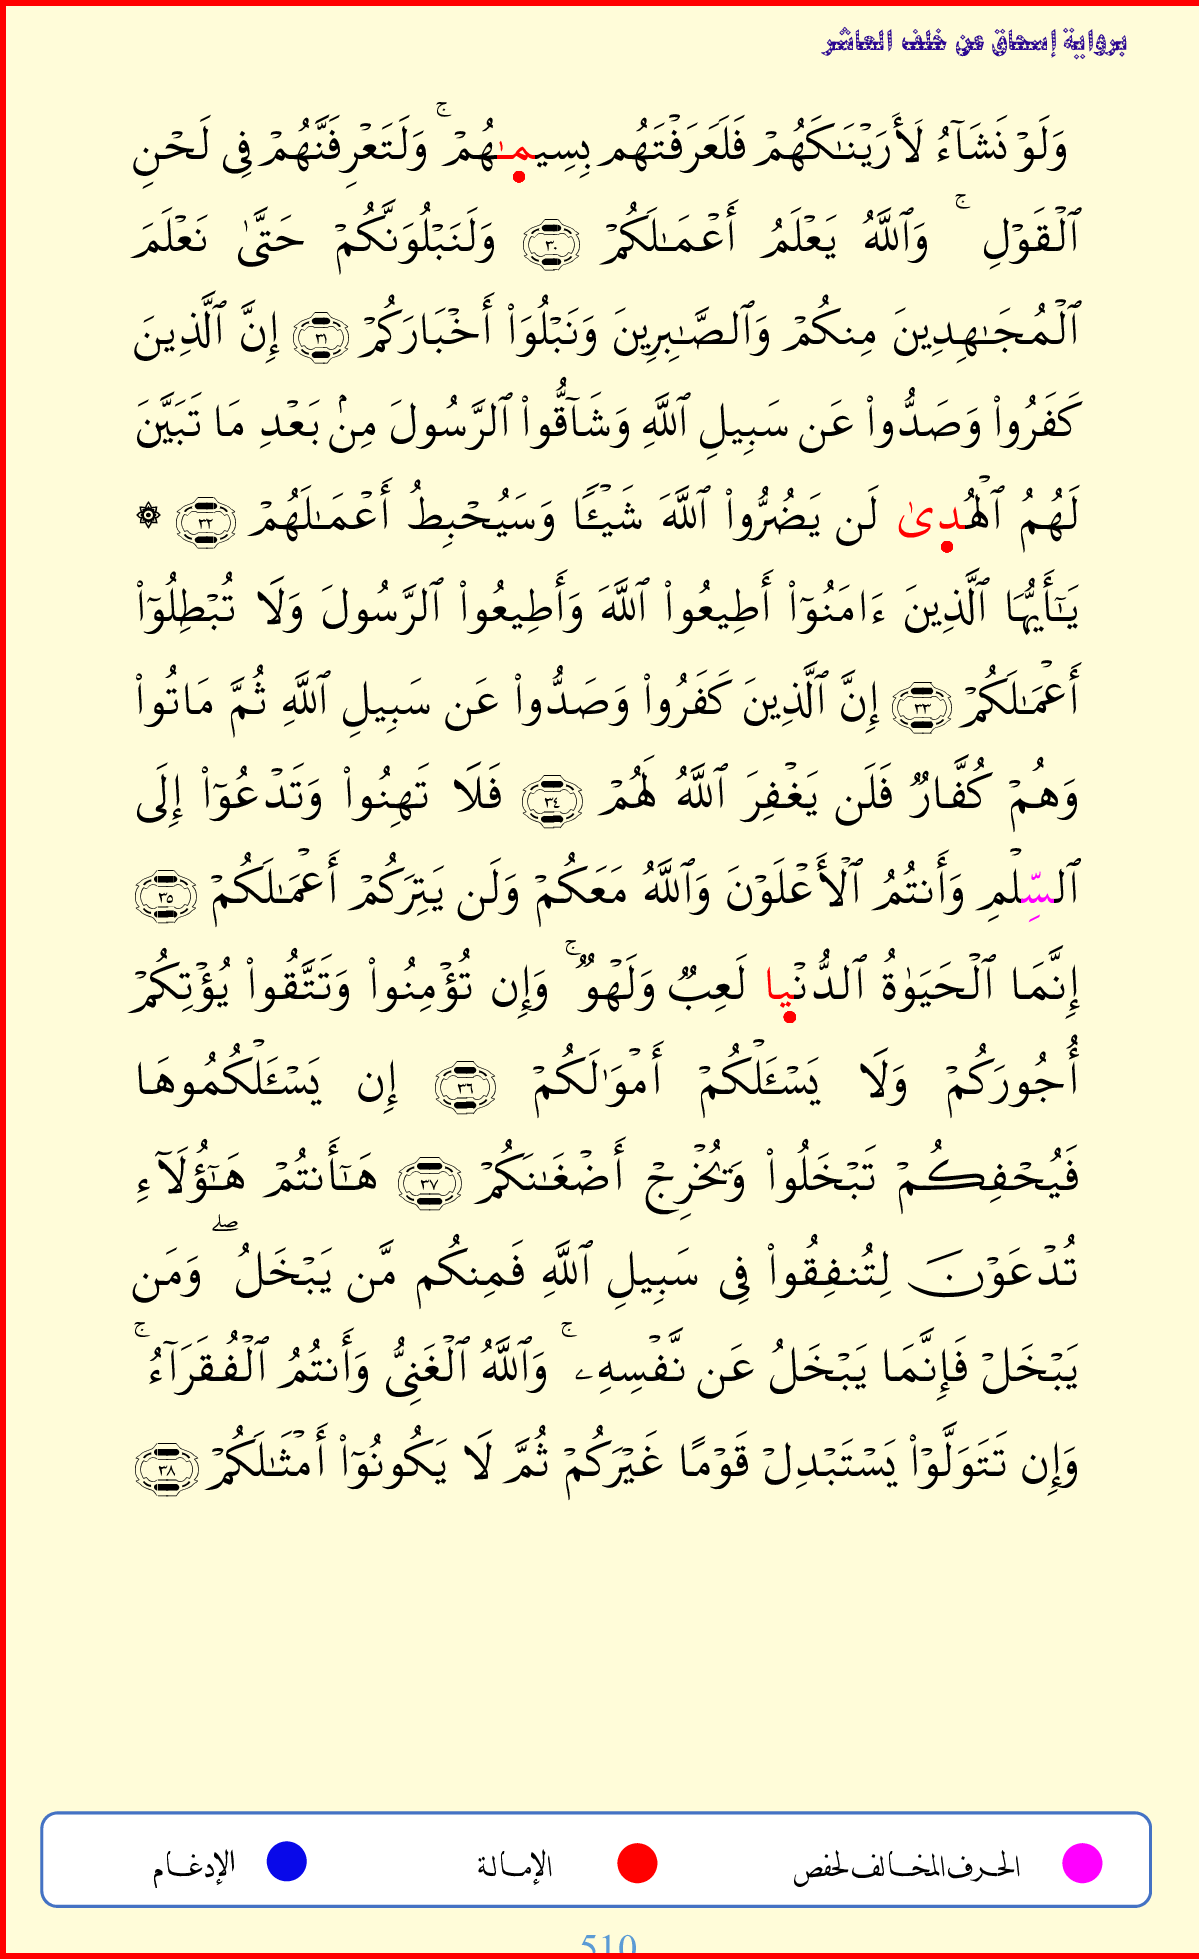 برواية إسحاق عن خلف العاشر
وَلَوۡ نَشَآءُ لَأَرَيۡنَـٰكَهُمۡ فَلَعَرَفۡتَهُم بِسِيمـٰهُمۡۚ وَلَتَعۡرِفَنَّهُمۡ فِی لَحۡنِ
ٱلۡقَوۡلِۚ وَٱللَّهُ يَعۡلَمُ أَعۡمَـٰلَكُمۡ ٣٠ وَلَنَبۡلُوَنَّكُمۡ حَتَّىٰ نَعۡلَمَ
ٱلۡمُجَـٰهِدِينَ مِنكُمۡ وَٱلصَّـٰبِرِينَ وَنَبۡلُوَاْ أَخۡبَارَكُمۡ ٣١ إِنَّ ٱلَّذِينَ
كَفَرُواْ وَصَدُّواْ عَن سَبِيلِ ٱللَّهِ وَشَآقُّواْ ٱلرَّسُولَ مِنۢ بَعۡدِ مَا تَبَيَّنَ
لَهُمُ ٱلۡهُدىٰ لَن يَضُرُّواْ ٱللَّهَ شَيۡـًٔا وَسَيُحۡبِطُ أَعۡمَـٰلَهُمۡ ٣٢ ۞
يَـٰٓأَيُّهَا ٱلَّذِينَ ءَامَنُوٓاْ أَطِيعُواْ ٱللَّهَ وَأَطِيعُواْ ٱلرَّسُولَ وَلَا تُبۡطِلُوٓاْ
أَعۡمَـٰلَكُمۡ ٣٣ إِنَّ ٱلَّذِينَ كَفَرُواْ وَصَدُّواْ عَن سَبِيلِ ٱللَّهِ ثُمَّ مَاتُواْ
وَهُمۡ كُفَّارٞ فَلَن يَغۡفِرَ ٱللَّهُ لَهُمۡ ٣٤ فَلَا تَهِنُواْ وَتَدۡعُوٓاْ إِلَى
ٱلسِّلۡمِ وَأَنتُمُ ٱلۡأَعۡلَوۡنَ وَٱللَّهُ مَعَكُمۡ وَلَن يَتِرَكُمۡ أَعۡمَـٰلَكُمۡ ٣٥
إِنَّمَا ٱلۡحَيَوٰةُ ٱلدُّنۡيا لَعِبٞ وَلَهۡوٞۚ وَإِن تُؤۡمِنُواْ وَتَتَّقُواْ يُؤۡتِكُمۡ
أُجُورَكُمۡ وَلَا يَسۡـَٔلۡكُمۡ أَمۡوَٰلَكُمۡ ٣٦ إِن يَسۡـَٔلۡكُمُوهَا
فَيُحۡفِكُمۡ تَبۡخَلُواْ وَيُخۡرِجۡ أَضۡغَـٰنَكُمۡ ٣٧ هَـٰٓأَنتُمۡ هَـٰٓؤُلَآءِ
تُدۡعَوۡنَ لِتُنفِقُواْ فِی سَبِيلِ ٱللَّهِ فَمِنكُم مَّن يَبۡخَلُۖ وَمَن
يَبۡخَلۡ فَإِنَّمَا يَبۡخَلُ عَن نَّفۡسِهِۦۚ وَٱللَّهُ ٱلۡغَنِیُّ وَأَنتُمُ ٱلۡفُقَرَآءُۚ
وَإِن تَتَوَلَّوۡاْ يَسۡتَبۡدِلۡ قَوۡمًا غَيۡرَكُمۡ ثُمَّ لَا يَكُونُوٓاْ أَمۡثَـٰلَكُمۡ ٣٨
الحرف المخالف لحفص الإمالة الإدغام
510